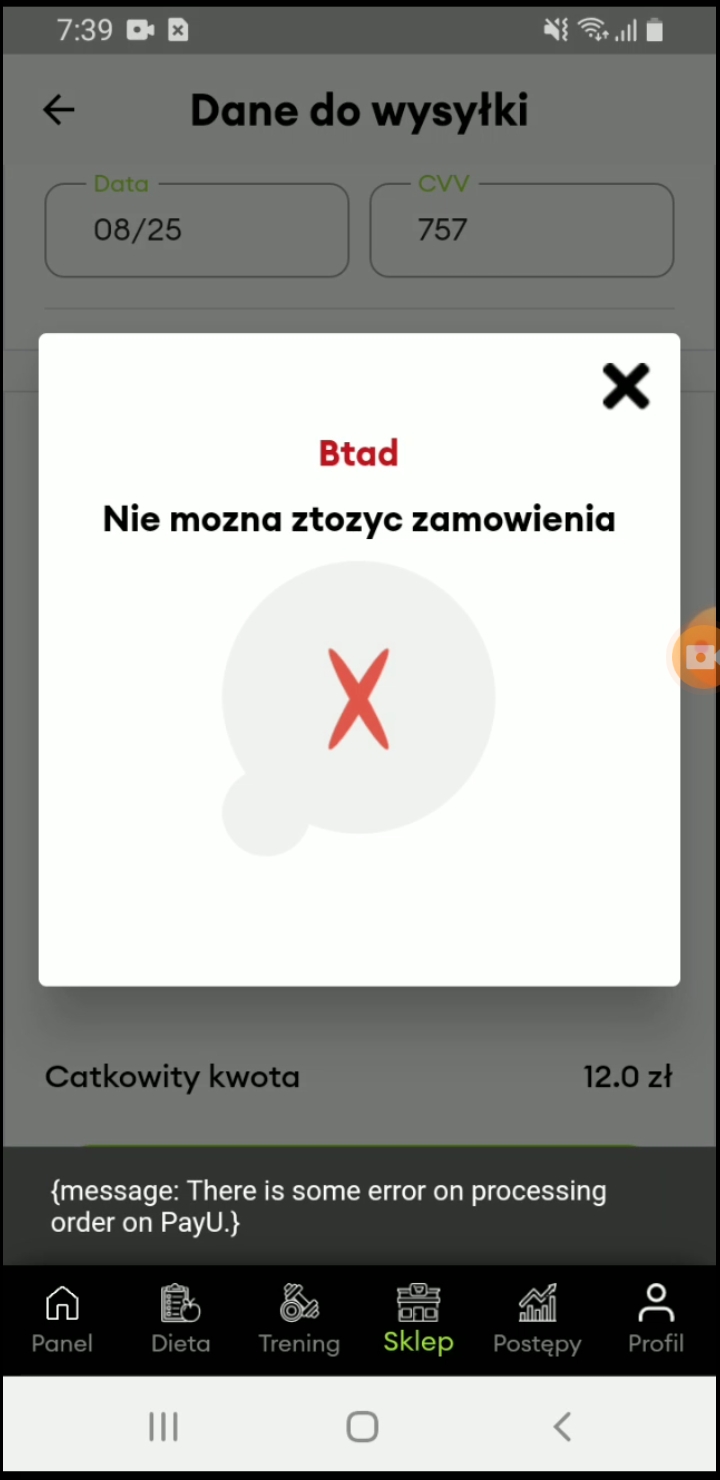 7:39
Dane do wysyłki
Data
CVV
08/25
757
Btad
Nie mozna ztozyc zamowienia
Catkowity kwota
12.0 zł
{message: There is some error on processing
order on PayU.}
Panel
Dieta
Trening
Sklep
Postępy
Profil